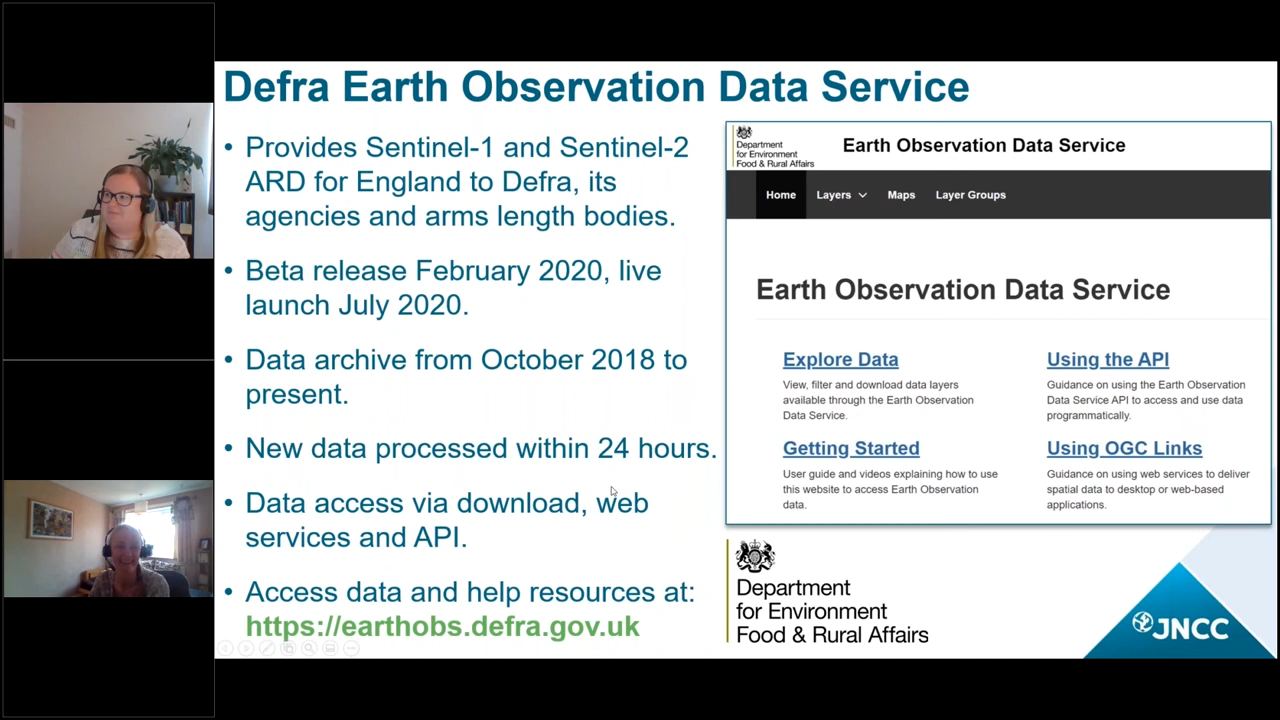 Defra Earth Observation Data Service
• Provides Sentinel-1 and Sentinel-2
ARD for England to Defra, its
agencies and arms length bodies.
• Beta release February 2020, live
launch July 2020.
• Data archive from October 2018 to
present.
• New data processed within 24 hours.
• Data access via download, web
services and API.
• Access data and help resources at:
https://earthobs.defra.gov.uk
Department
for Environment
Food & Rural Affairs
Earth Observation Data Service
Home Layers Maps Layer Groups
Earth Observation Data Service
Explore Data
View, filter and download data layers
available through the Earth Observation
Data Service.
Using the API
Guidance on using the Earth Observation
Data Service API to access and use data
programmatically.
Getting Started
User guide and videos explaining how to use
this website to access Earth Observation
data.
Using OGC Links
Guidance on using web services to deliver
spatial data to desktop or web-based
applications.
Department
for Environment
Food & Rural Affairs
JNCC